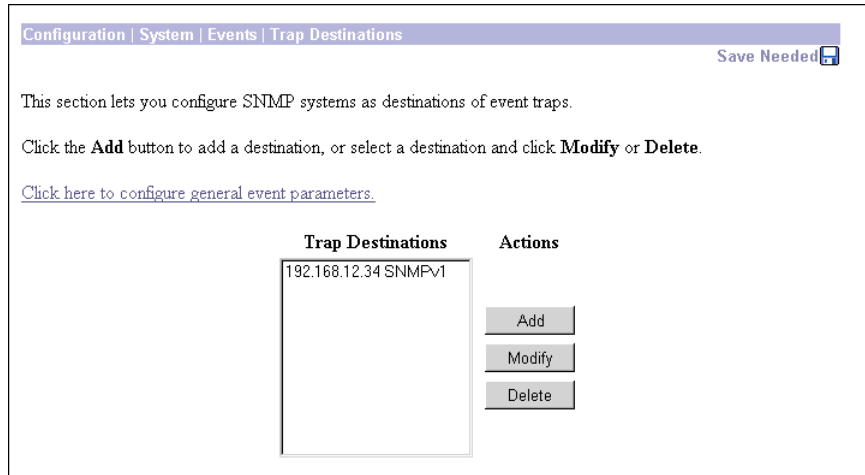 Configuration | System | Events | Trap Destinations
Save Needed
This section lets you configure SNMP systems as destinations of event traps.
Click the Add button to add a destination, or select a destination and click Modify or Delete.
Click here to configure general event parameters.
Trap Destinations Actions
192.168.12.34 SNMPv1
Add
Modify
Delete